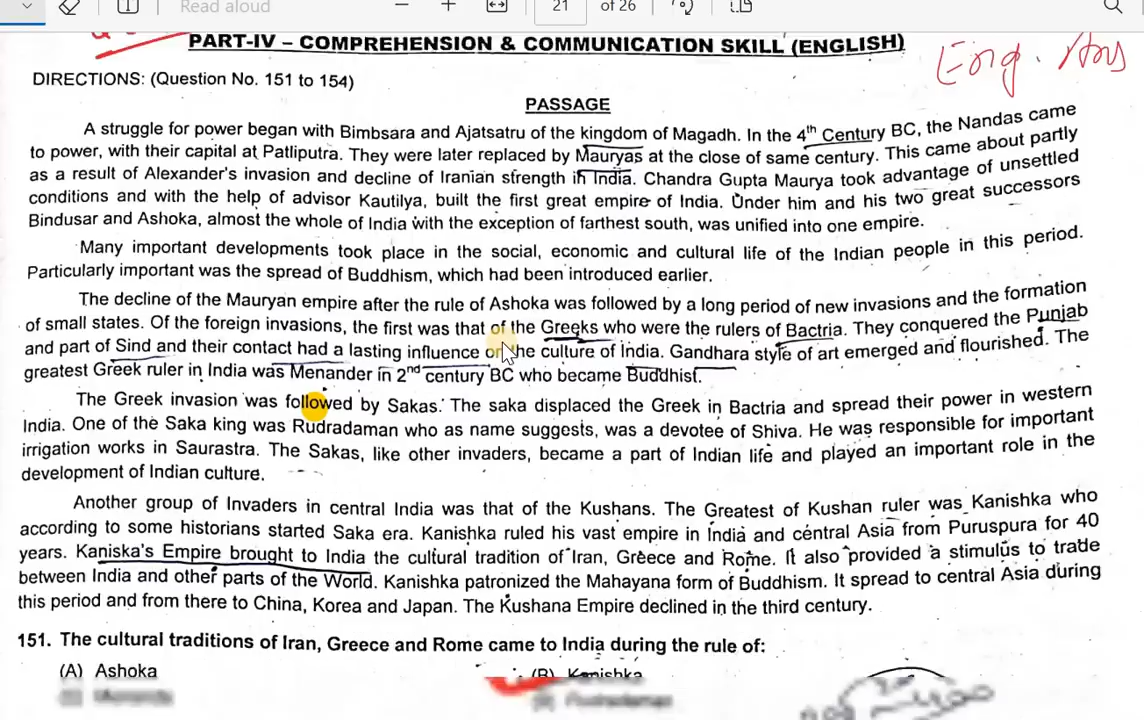 Read aloud
21
of 26
PART-IV – COMPREHENSION & COMMUNICATION SKILL (ENGLISH)
Eng. Ans
DIRECTIONS: (Question No. 151 to 154)
PASSAGE
A struggle for power began with Bimbsara and Ajatsatru of the kingdom of Magadh. In the 4th Century BC, the Nandas came
to power, with their capital at Patliputra. They were later replaced by Mauryas at the close of same century. This came about partly
as a result of Alexander's invasion and decline of Iranian strength in India. Chandra Gupta Maurya took advantage of unsettled
conditions and with the help of advisor Kautilya, built the first great empire of India. Under him and his two great successors
Bindusar and Ashoka, almost the whole of India with the exception of farthest south, was unified into one empire.
Many important developments took place in the social, economic and cultural life of the Indian people in this period.
Particularly important was the spread of Buddhism, which had been introduced earlier.
The decline of the Mauryan empire after the rule of Ashoka was followed by a long period of new invasions and the formation
of small states. Of the foreign invasions, the first was that of the Greeks who were the rulers of Bactria. They conquered the Punjab
and part of Sind and their contact had a lasting influence on the culture of India. Gandhara style of art emerged and flourished. The
greatest Greek ruler in India was Menander in 2nd century BC who became Buddhist.
The Greek invasion was followed by Sakas. The saka displaced the Greek in Bactria and spread their power in western
India. One of the Saka king was Rudradaman who as name suggests, was a devotee of Shiva. He was responsible for important
irrigation works in Saurastra. The Sakas, like other invaders, became a part of Indian life and played an important role in the
development of Indian culture.
Another group of Invaders in central India was that of the Kushans. The Greatest of Kushan ruler was Kanishka who
according to some historians started Saka era. Kanishka ruled his vast empire in India and central Asia from Puruspura for 40
years. Kaniska's Empire brought to India the cultural tradition of Iran, Greece and Rome. It also provided a stimulus to trade
between India and other parts of the World. Kanishka patronized the Mahayana form of Buddhism. It spread to central Asia during
this period and from there to China, Korea and Japan. The Kushana Empire declined in the third century.
151. The cultural traditions of Iran, Greece and Rome came to India during the rule of:
(A) Ashoka
(B) Kanishka